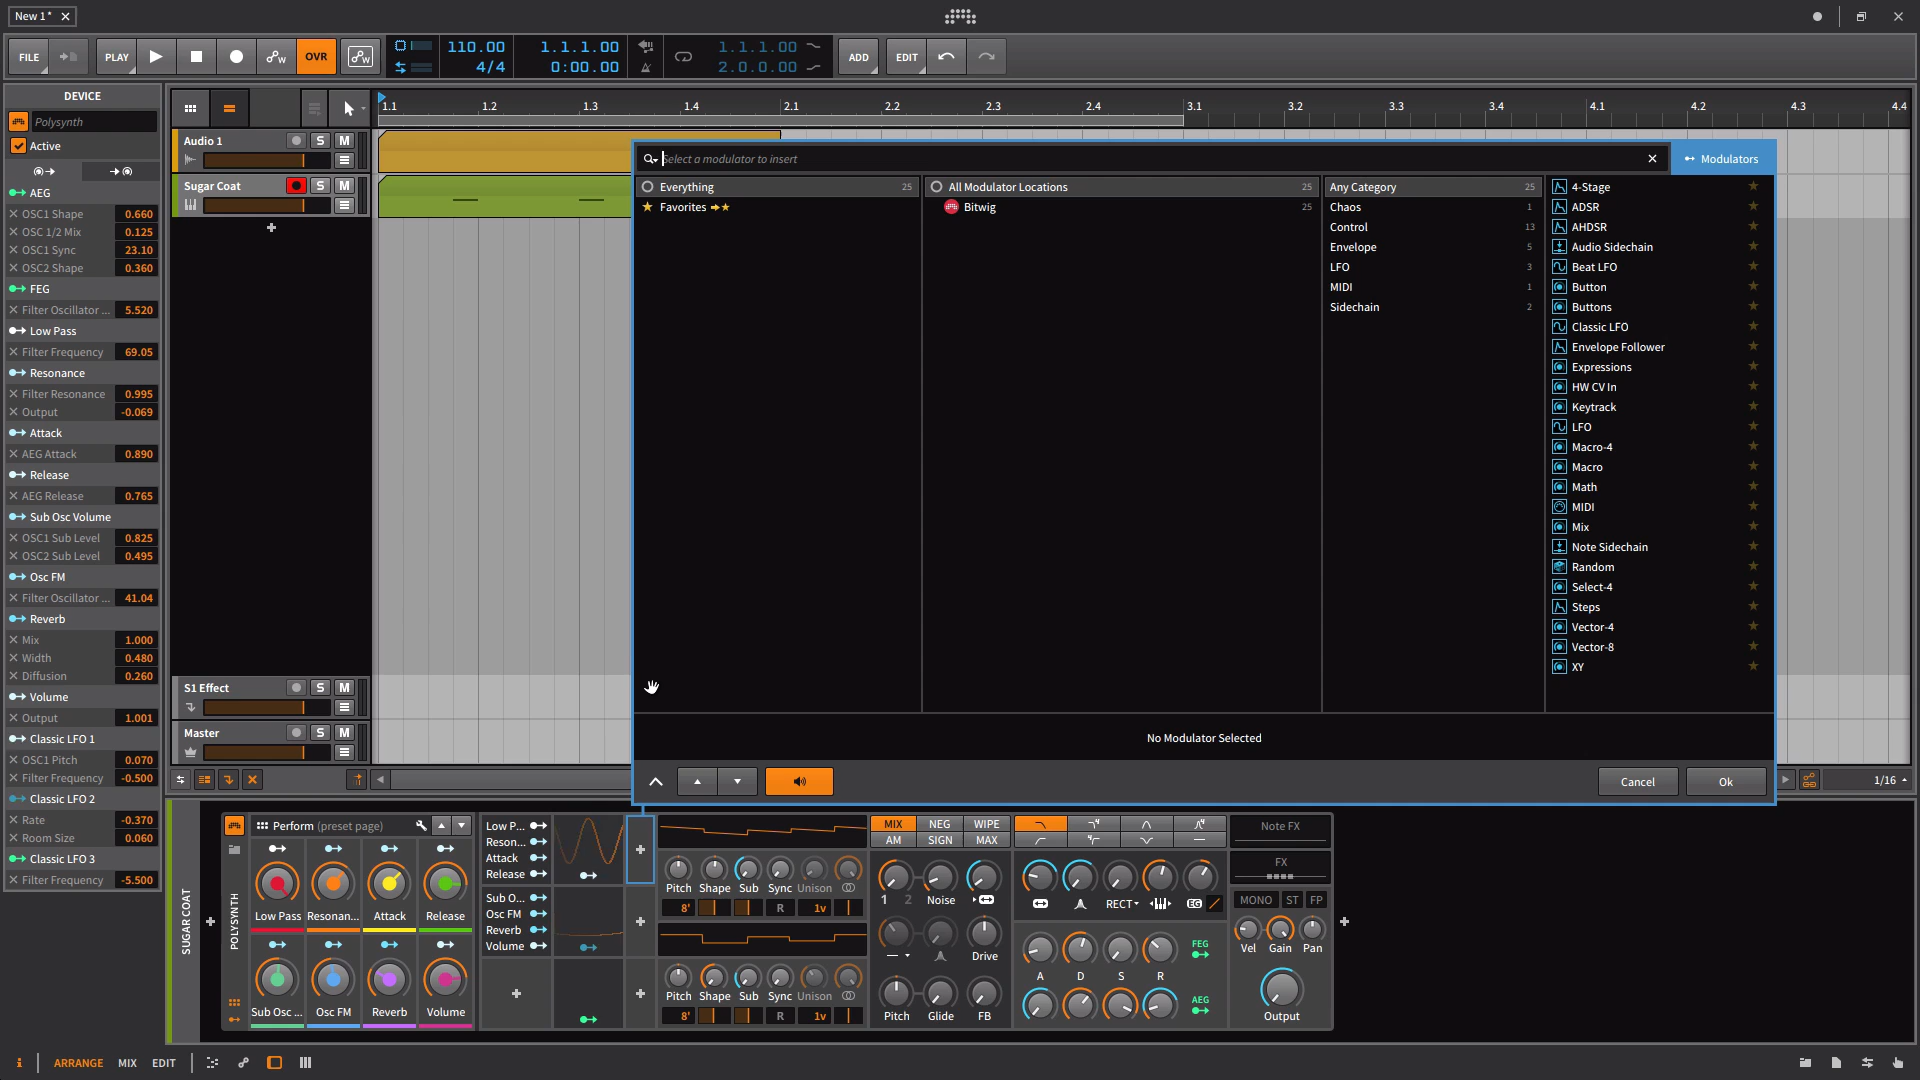 New 1*
FILE
PLAY
OVR
110.00
4/4
1.1.1.00
0:00.00
1.1.1.00
2.0.0.00
ADD
EDIT
DEVICE
Polysynth
Active
AEG
OSC1 Shape 0.660
OSC 1/2 Mix 0.125
OSC1 Sync 23.10
OSC2 Shape 0.360
FEG
Filter Oscillator ... 5.520
Low Pass
Filter Frequency 69.05
Resonance
Filter Resonance 0.995
Output -0.069
Attack
AEG Attack 0.890
Release
AEG Release 0.765
Sub Osc Volume
OSC1 Sub Level 0.825
OSC2 Sub Level 0.495
Osc FM
Filter Oscillator ... 41.04
Reverb
Mix 1.000
Width 0.480
Diffusion 0.260
Volume
Output 1.001
Classic LFO 1
OSC1 Pitch 0.070
Filter Frequency -0.500
Classic LFO 2
Rate -0.370
Room Size 0.060
Classic LFO 3
Filter Frequency -5.500
1.1 1.2 1.3 1.4 2.1 2.2 2.3 2.4 3.1 3.2 3.3 3.4 4.1 4.2 4.3 4.4
Audio 1 S M
Sugar Coat S M
S1 Effect S M
Master S M
Select a modulator to insert
Modulators
Everything 25
Favorites
All Modulator Locations 25
Bitwig 25
Any Category 25
Chaos 1
Control 13
Envelope 5
LFO 3
MIDI 1
Sidechain 2
4-Stage
ADSR
AHDSR
Audio Sidechain
Beat LFO
Button
Buttons
Classic LFO
Envelope Follower
Expressions
HW CV In
Keytrack
LFO
Macro-4
Macro
Math
MIDI
Mix
Note Sidechain
Random
Select-4
Steps
Vector-4
Vector-8
XY
No Modulator Selected
Cancel
Ok
1/16
SUGAR COAT
POLYSYNTH
Perform (preset page)
Low Pass Resonan... Attack Release
Sub Osc ... Osc FM Reverb Volume
Low P...
Reson...
Attack
Release
Sub O...
Osc FM
Reverb
Volume
Pitch Shape Sub Sync Unison
8' R 1v
Pitch Shape Sub Sync Unison
8' R 1v
MIX NEG WIPE
AM SIGN MAX
1 2 Noise
Drive
Pitch Glide FB
RECT EG
A D S R
FEG
AEG
Note FX
FX
MONO ST FP
Vel Gain Pan
Output
i ARRANGE MIX EDIT